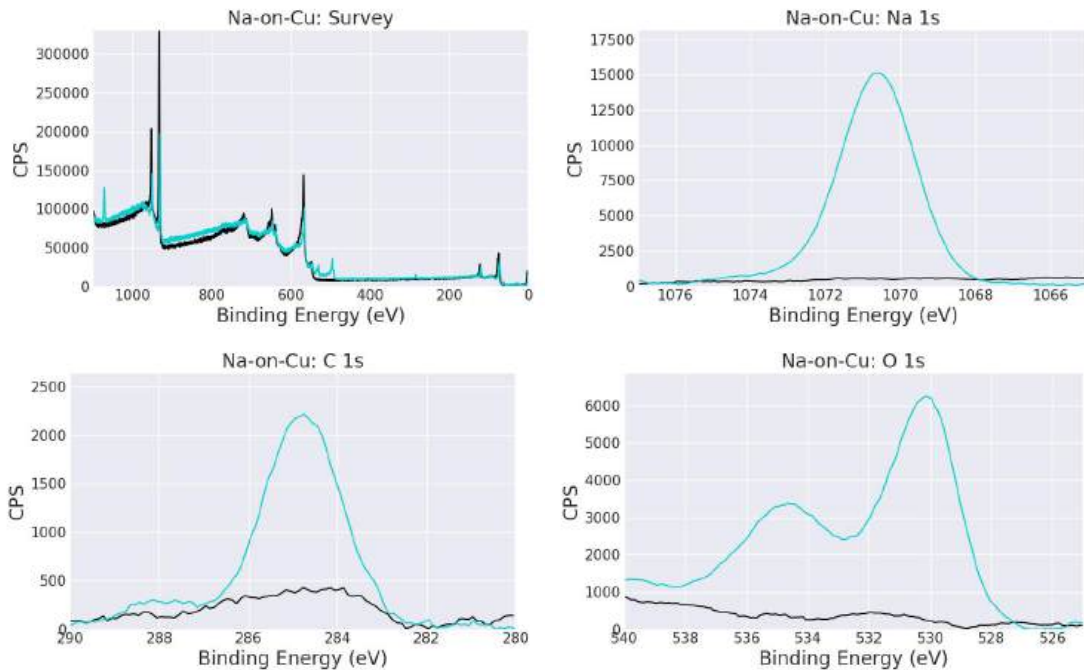 Na-on-Cu: Survey
300000
250000
200000
150000
100000
50000
0
CPS
1000 800 600 400 200 0
Binding Energy (eV)
Na-on-Cu: Na 1s
17500
15000
12500
10000
7500
5000
2500
0
CPS
1076 1074 1072 1070 1068 1066
Binding Energy (eV)
Na-on-Cu: C 1s
2500
2000
1500
1000
500
0
CPS
290 288 286 284 282 280
Binding Energy (eV)
Na-on-Cu: O 1s
6000
5000
4000
3000
2000
1000
0
CPS
540 538 536 534 532 530 528 526
Binding Energy (eV)